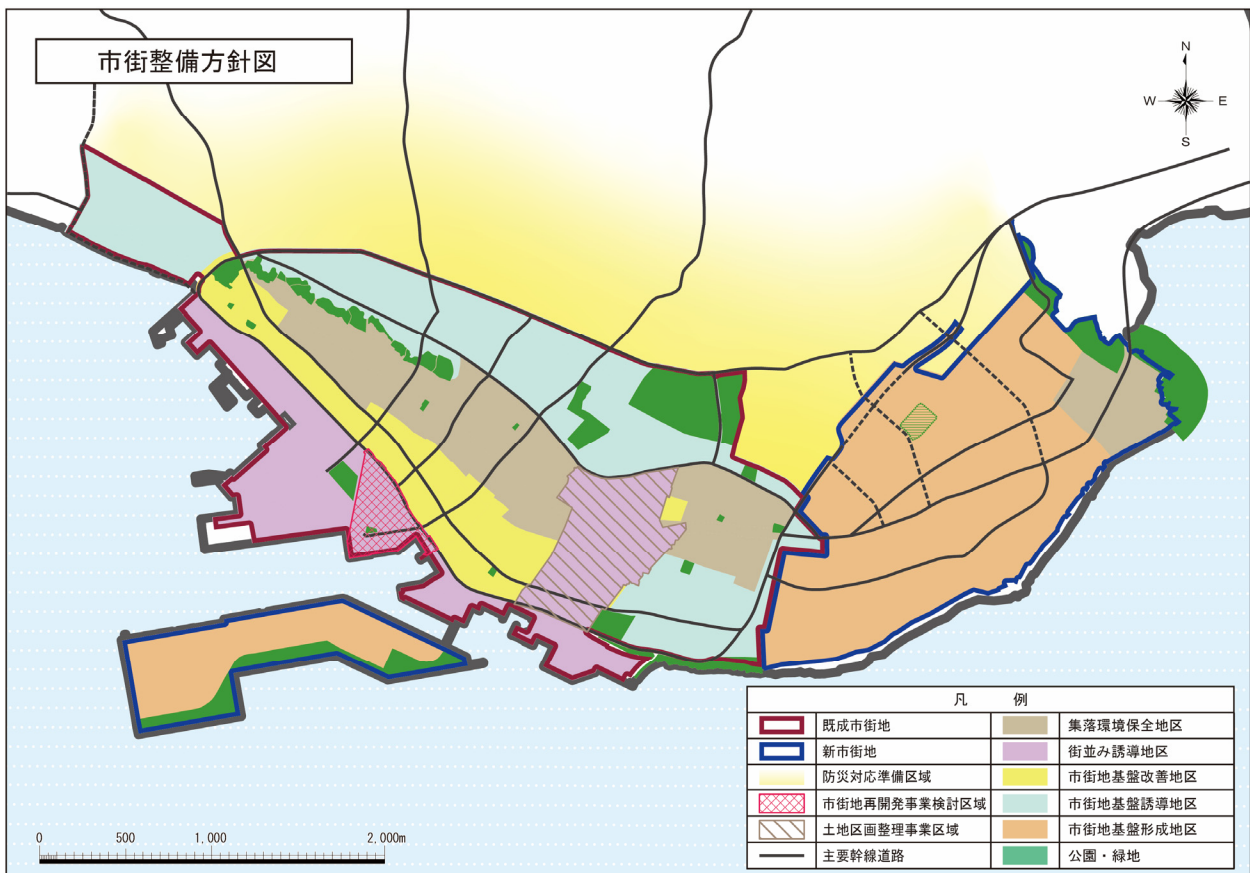 市街整備方針図
N
W E
S
凡 例
既成市街地 集落環境保全地区
新市街地 街並み誘導地区
防災対応準備区域 市街地基盤改善地区
市街地再開発事業検討区域 市街地基盤誘導地区
土地区画整理事業区域 市街地基盤形成地区
主要幹線道路 公園・緑地
0 500 1,000 2,000m